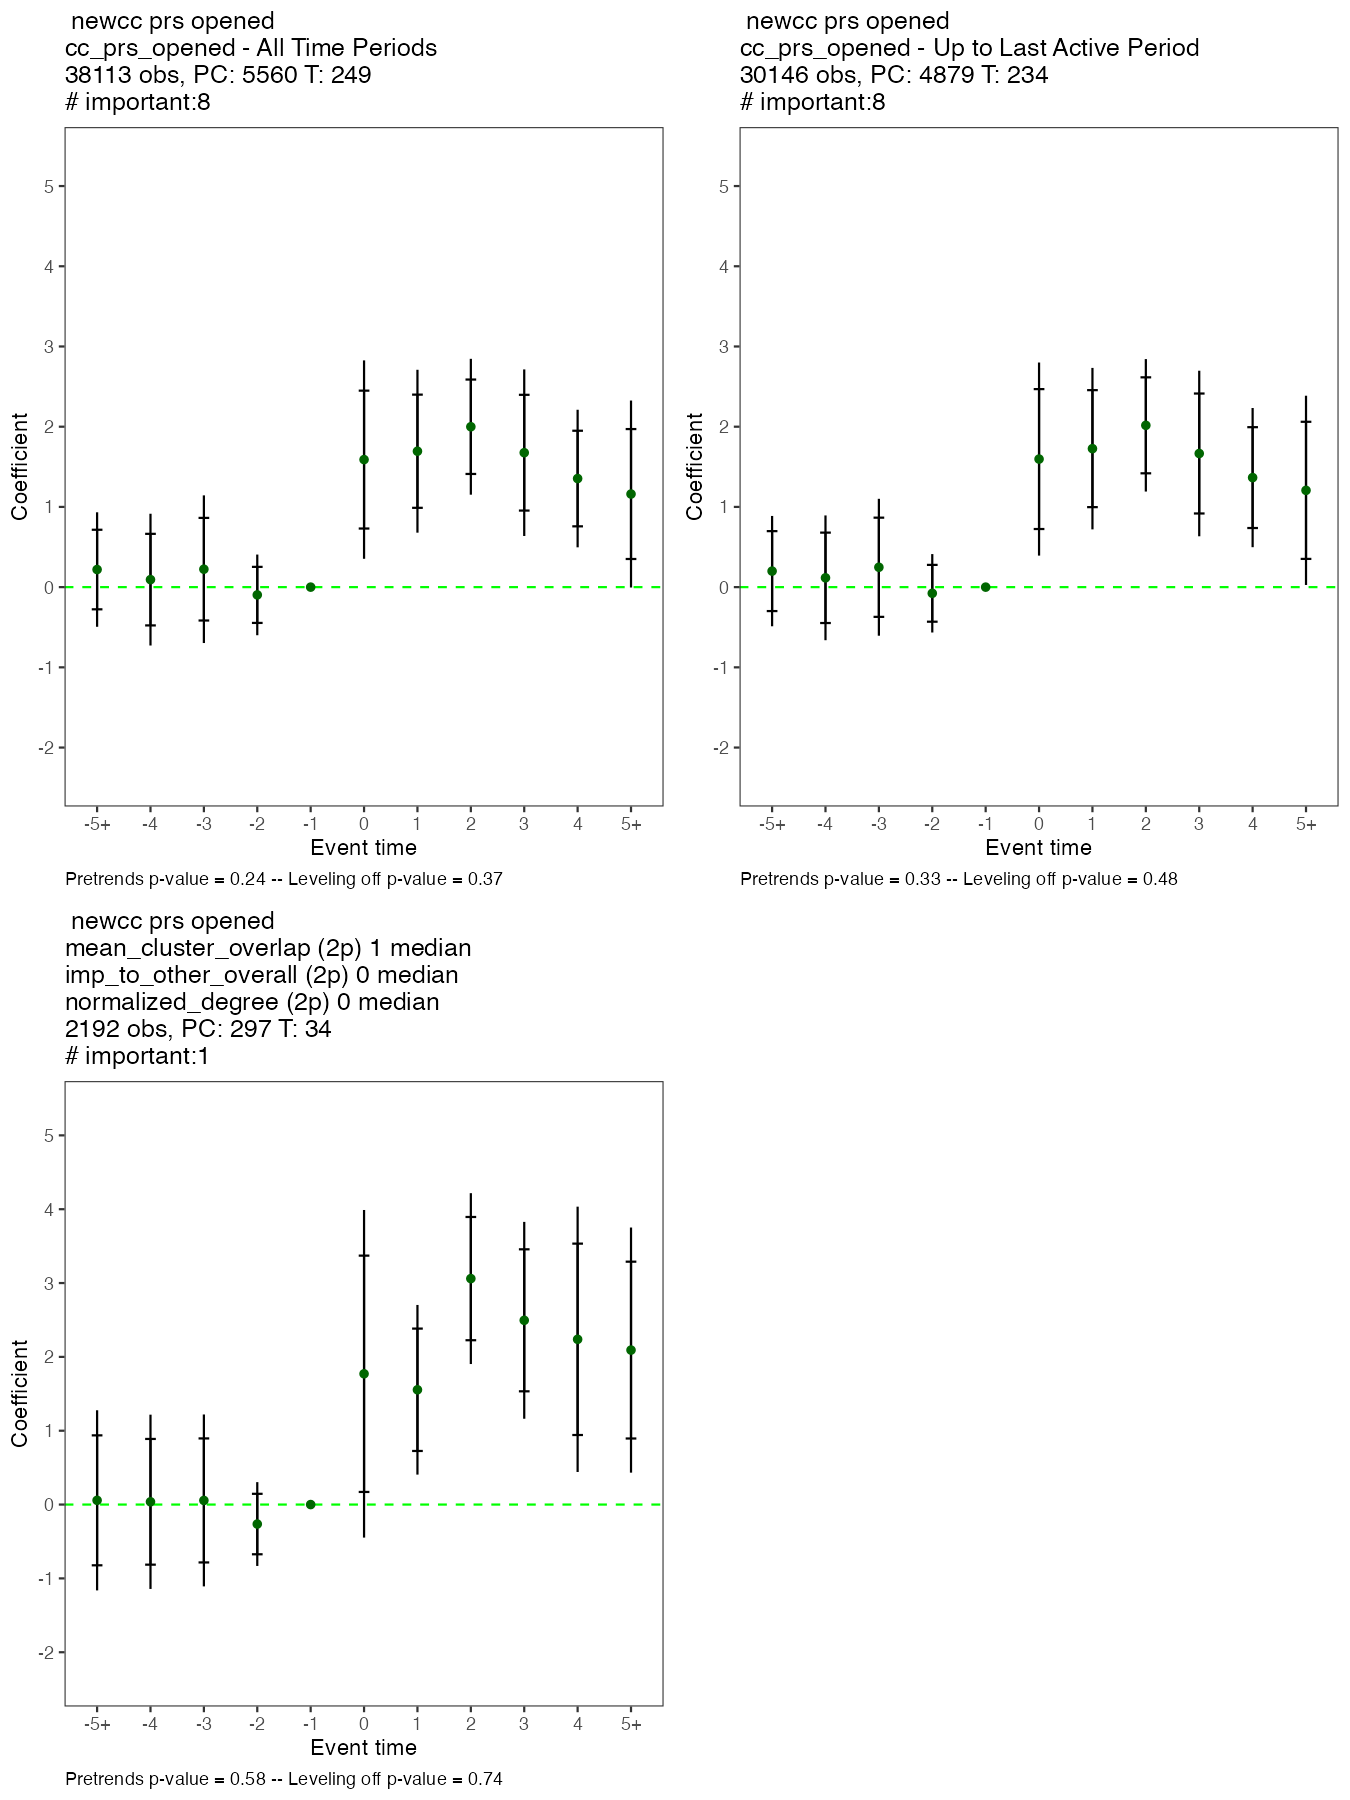 newcc prs opened
cc_prs_opened - All Time Periods
38113 obs, PC: 5560 T: 249
# important:8
5
4
3
2
1
0
-1
-2
Coefficient
-5+ -4 -3 -2 -1 0 1 2 3 4 5+
Event time
Pretrends p-value = 0.24 -- Leveling off p-value = 0.37
newcc prs opened
cc_prs_opened - Up to Last Active Period
30146 obs, PC: 4879 T: 234
# important:8
5
4
3
2
1
0
-1
-2
Coefficient
-5+ -4 -3 -2 -1 0 1 2 3 4 5+
Event time
Pretrends p-value = 0.33 -- Leveling off p-value = 0.48
newcc prs opened
mean_cluster_overlap (2p) 1 median
imp_to_other_overall (2p) 0 median
normalized_degree (2p) 0 median
2192 obs, PC: 297 T: 34
# important:1
5
4
3
2
1
0
-1
-2
Coefficient
-5+ -4 -3 -2 -1 0 1 2 3 4 5+
Event time
Pretrends p-value = 0.58 -- Leveling off p-value = 0.74